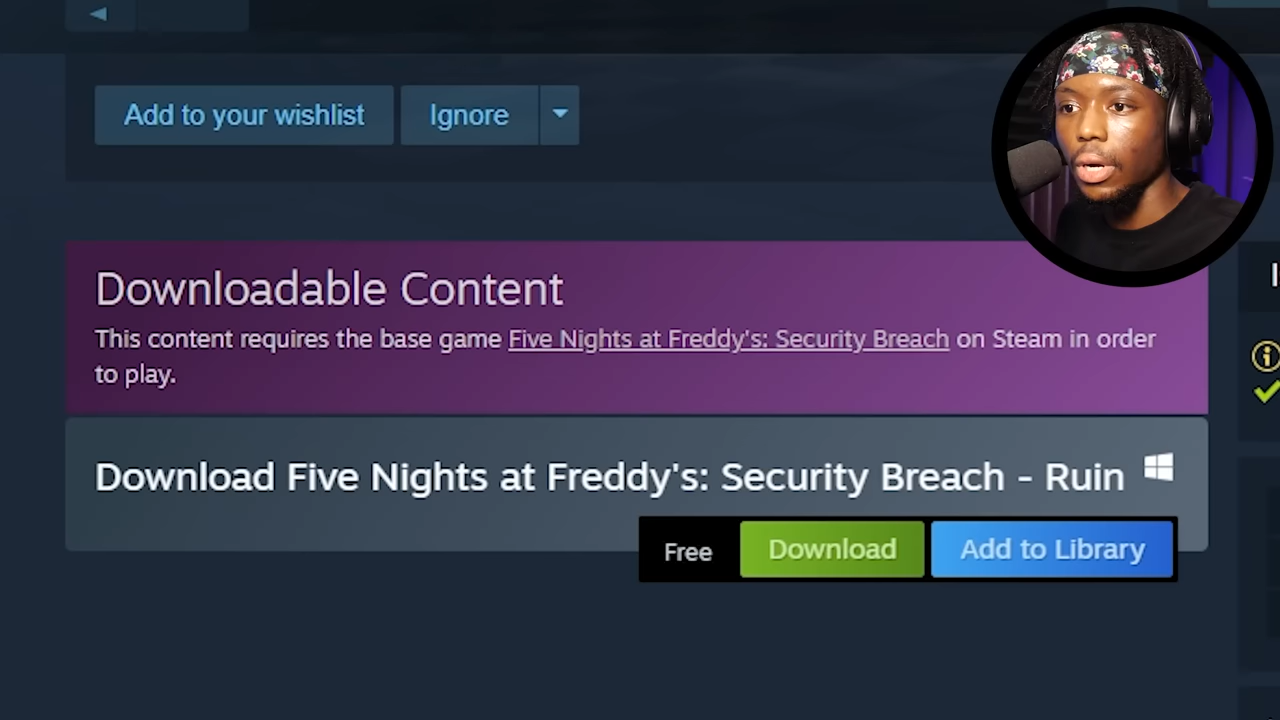 Add to your wishlist
Ignore
Downloadable Content
This content requires the base game Five Nights at Freddy's: Security Breach on Steam in order
to play.
Download Five Nights at Freddy's: Security Breach - Ruin
Free
Download
Add to Library